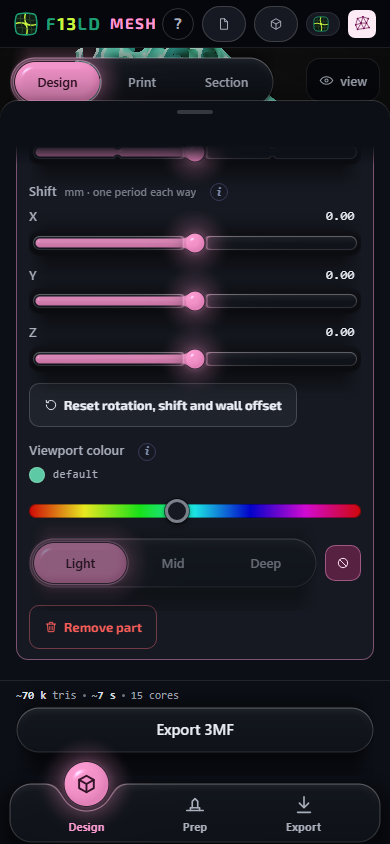 F13LD MESH ?
Design Print Section view
Shift mm · one period each way i
X 0.00
Y 0.00
Z 0.00
Reset rotation, shift and wall offset
Viewport colour i
default
Light Mid Deep
Remove part
~70 k tris • ~7 s • 15 cores
Export 3MF
Design Prep Export